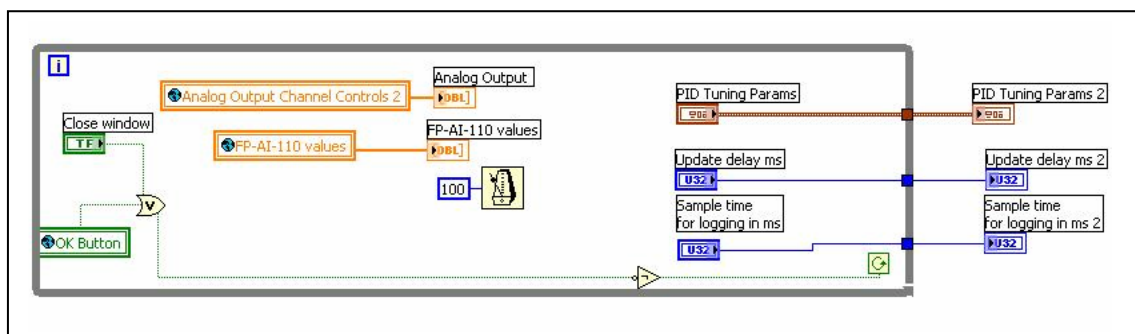 i
Analog Output Channel Controls 2
Analog Output
DBL]
Close window
TF
FP-AI-110 values
FP-AI-110 values
DBL]
100
V
OK Button
PID Tuning Params
PID Tuning Params 2
Update delay ms
U32
Update delay ms 2
U32
Sample time
for logging in ms
U32
Sample time
for logging in ms 2
U32